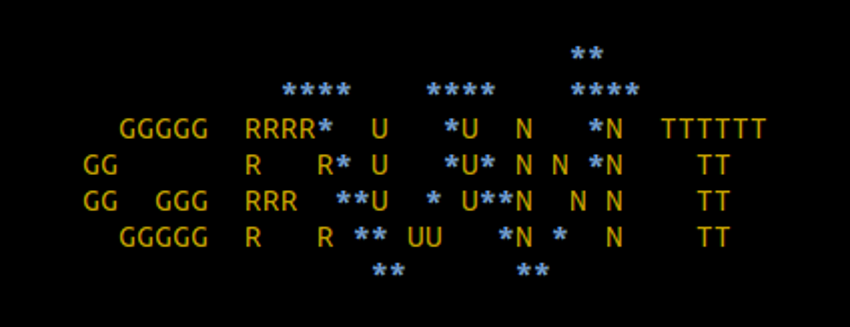 **
           ****    ****    ****
  GGGGG  RRRR*  U   *U  N   *N  TTTTTT
GG       R   R* U   *U* N N *N    TT
GG  GGG  RRR  **U  * U**N  N N    TT
  GGGGG  R   R ** UU   *N *  N    TT
                **      **